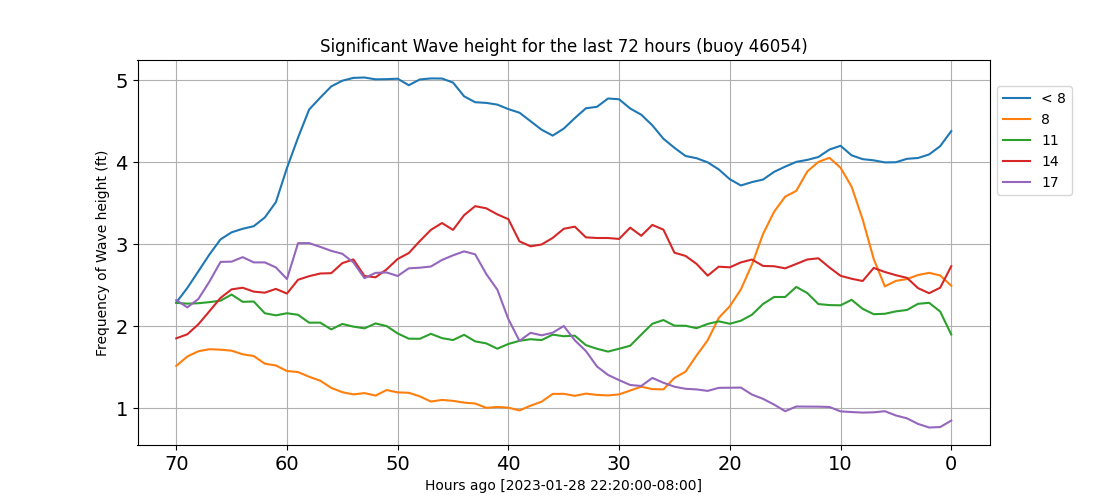 Significant Wave height for the last 72 hours (buoy 46054)
Frequency of Wave height (ft)
5
4
3
2
1
70 60 50 40 30 20 10 0
Hours ago [2023-01-28 22:20:00-08:00]
< 8
8
11
14
17